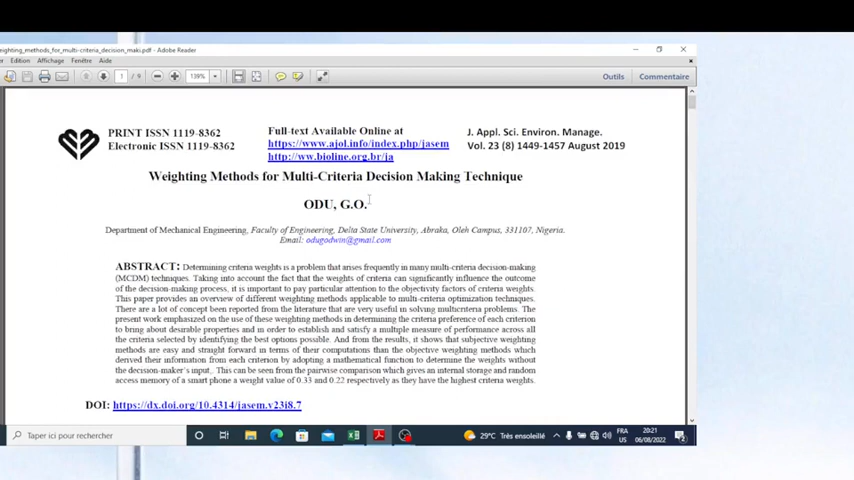 weighting_methods_for_multi-criteria_decision_maki.pdf - Adobe Reader
Edition Affichage Fenêtre Aide
1 / 9 139% Outils Commentaire
PRINT ISSN 1119-8362
Electronic ISSN 1119-8362
Full-text Available Online at
https://www.ajol.info/index.php/jasem
http://ww.bioline.org.br/ja
J. Appl. Sci. Environ. Manage.
Vol. 23 (8) 1449-1457 August 2019
Weighting Methods for Multi-Criteria Decision Making Technique
ODU, G.O.
Department of Mechanical Engineering, Faculty of Engineering, Delta State University, Abraka, Oleh Campus, 331107, Nigeria.
Email: odugodwin@gmail.com
ABSTRACT: Determining criteria weights is a problem that arises frequently in many multi-criteria decision-making
(MCDM) techniques. Taking into account the fact that the weights of criteria can significantly influence the outcome
of the decision-making process, it is important to pay particular attention to the objectivity factors of criteria weights.
This paper provides an overview of different weighting methods applicable to multi-criteria optimization techniques.
There are a lot of concept been reported from the literature that are very useful in solving multicriteria problems. The
present work emphasized on the use of these weighting methods in determining the criteria preference of each criterion
to bring about desirable properties and in order to establish and satisfy a multiple measure of performance across all
the criteria selected by identifying the best options possible. And from the results, it shows that subjective weighting
methods are easy and straight forward in terms of their computations than the objective weighting methods which
derived their information from each criterion by adopting a mathematical function to determine the weights without
the decision-maker's input,. This can be seen from the pairwise comparison which gives an internal storage and random
access memory of a smart phone a weight value of 0.33 and 0.22 respectively as they have the highest criteria weights.
DOI: https://dx.doi.org/10.4314/jasem.v23i8.7
Taper ici pour rechercher
29°C Très ensoleillé
FRA
US
20:21
06/08/2022
2